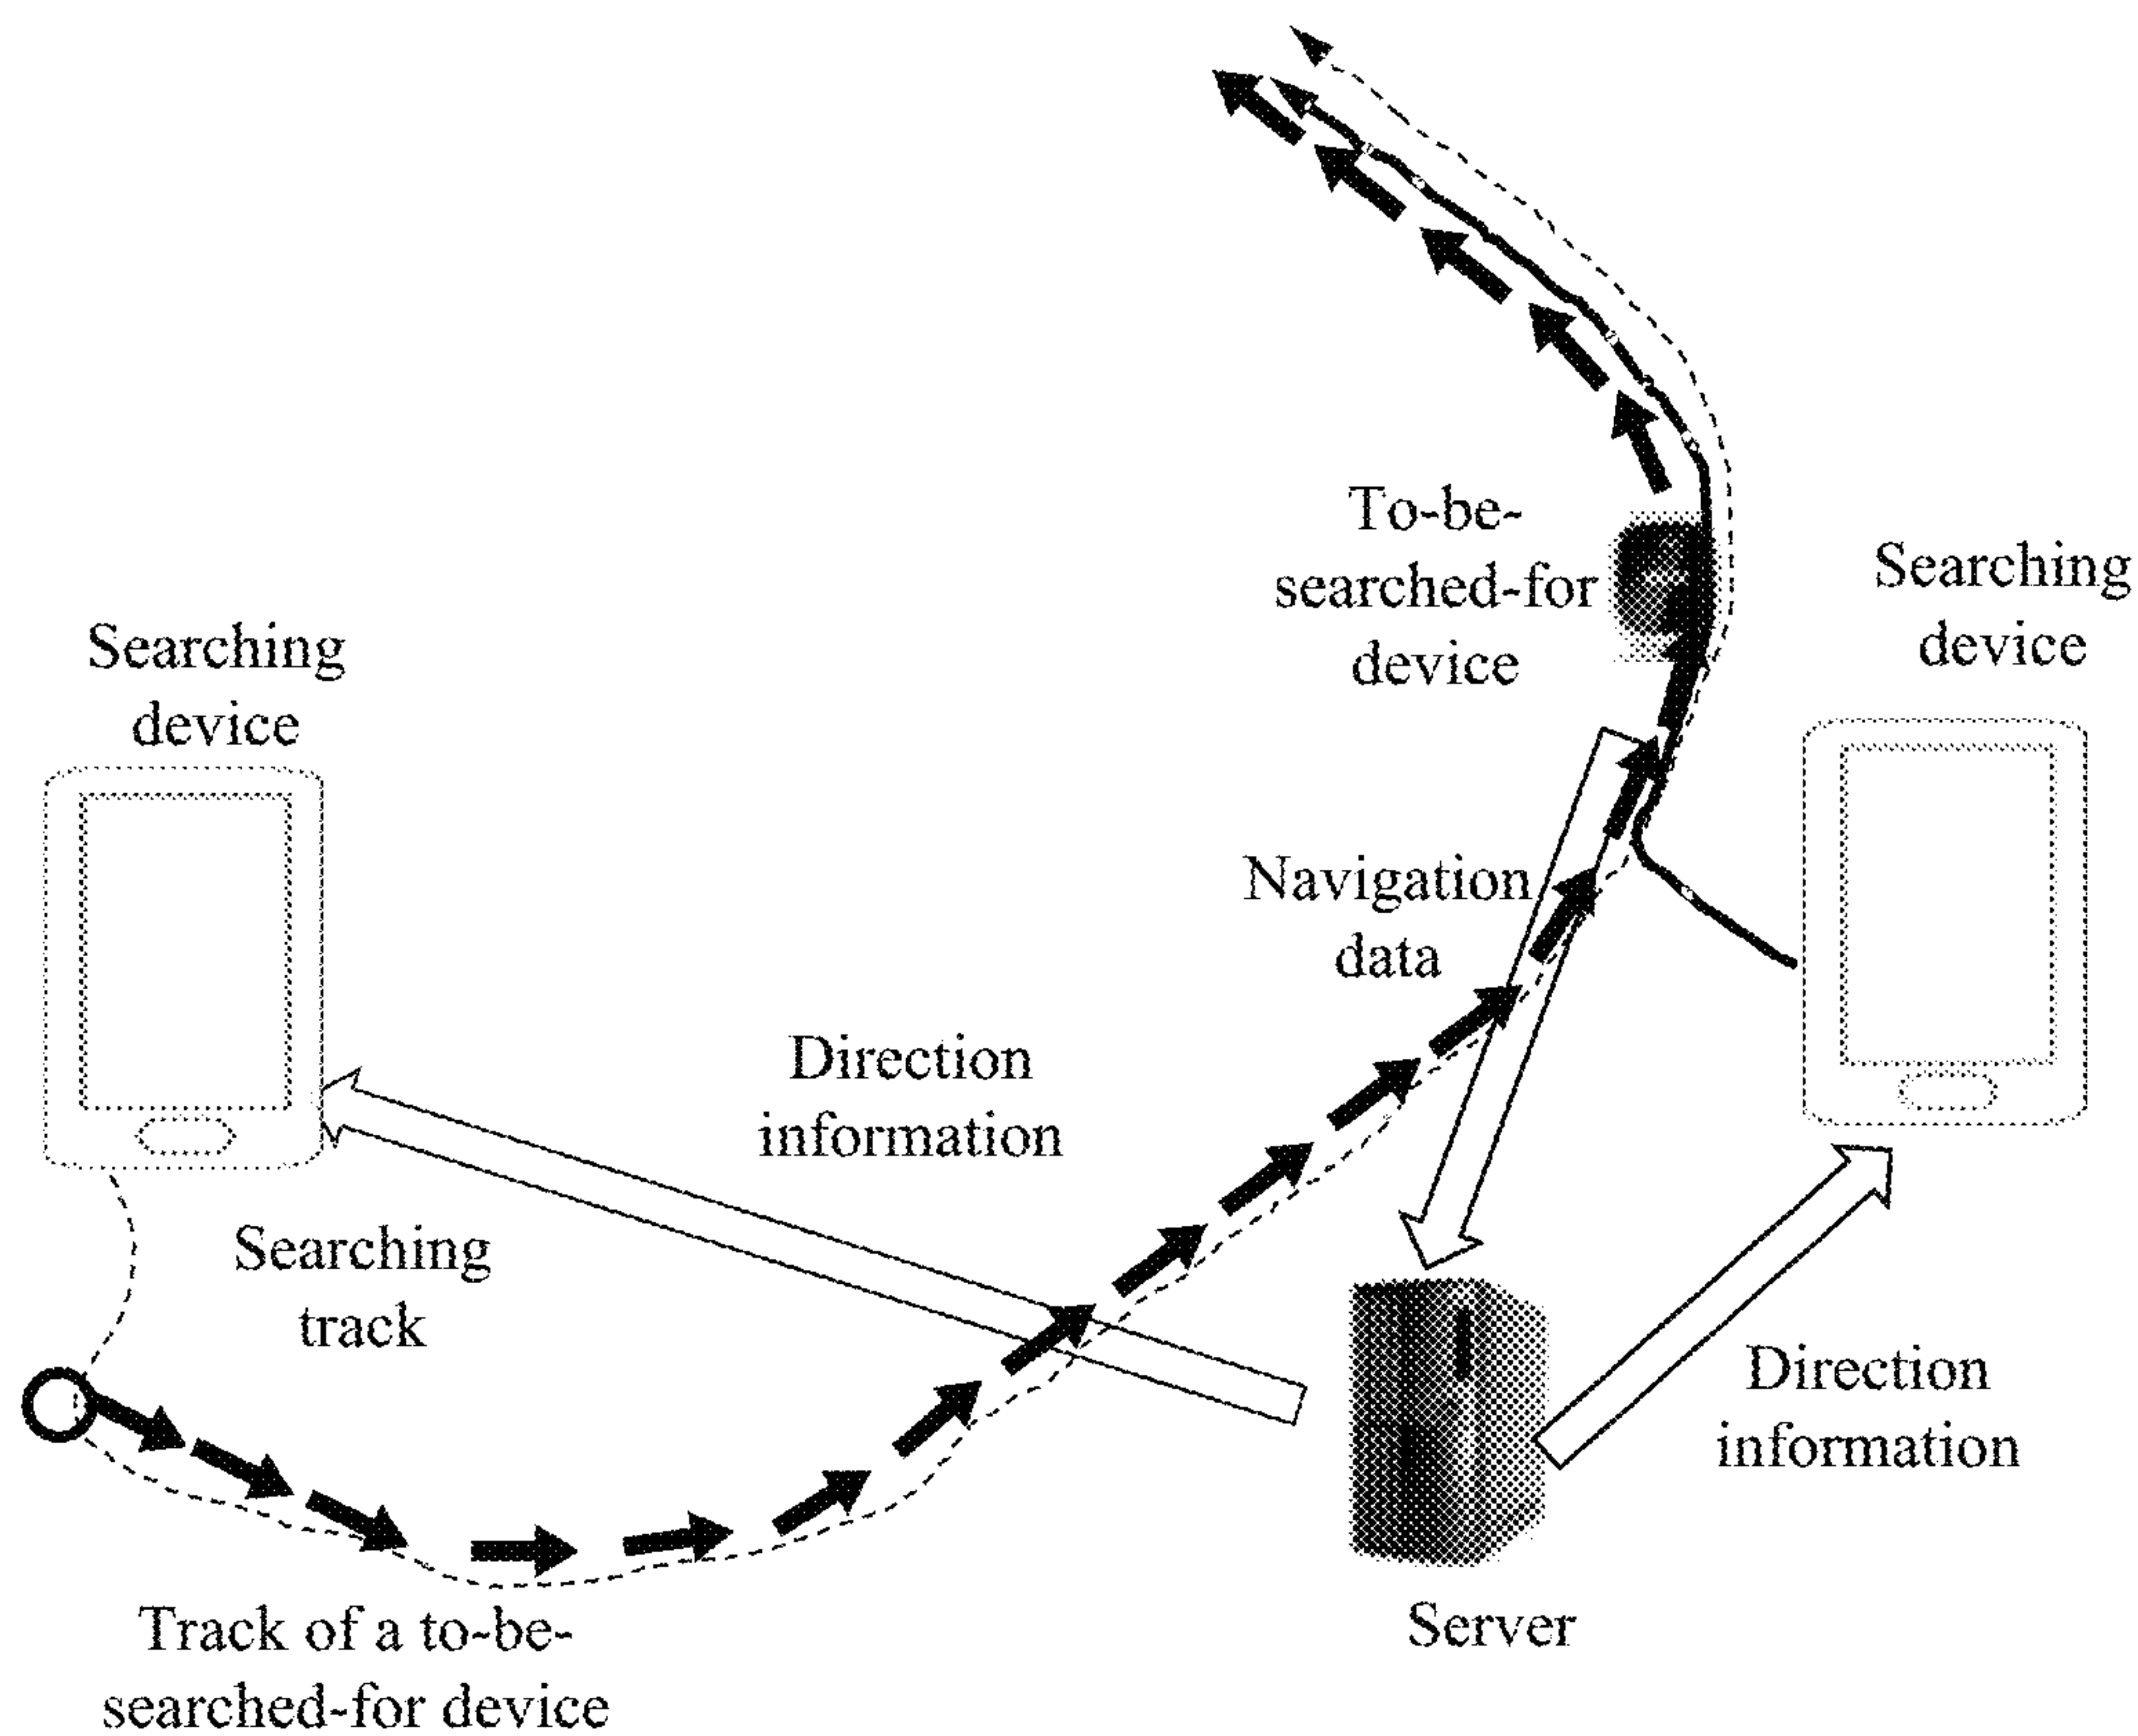 To-be-
searched-for
device
Searching
device
Searching
device
Navigation
data
Direction
information
Searching
track
Direction
information
Track of a to-be-
searched-for device
Server